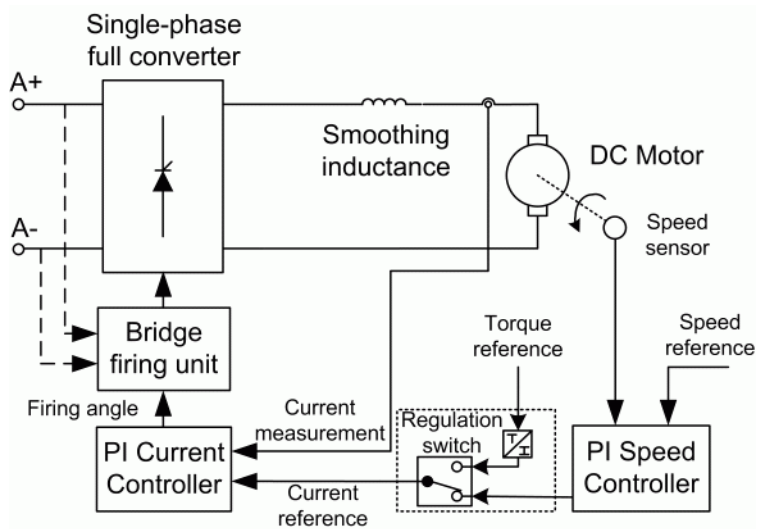 Single-phase
full converter
A+
Smoothing
inductance
DC Motor
A-
Speed
sensor
Bridge
firing unit
Torque
reference
Speed
reference
Firing angle
Current
measurement
Regulation
switch
T
I
PI Current
Controller
PI Speed
Controller
Current
reference